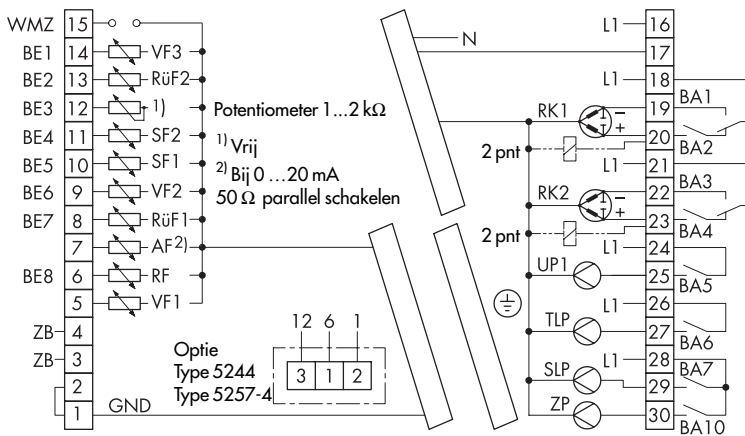 WMZ 15
BE1 14 VF3
BE2 13 RüF2
BE3 12 1)
BE4 11 SF2
BE5 10 SF1
BE6 9 VF2
BE7 8 RüF1
7 AF2)
BE8 6 RF
5 VF1
ZB 4
ZB 3
2
1 GND
Potentiometer 1...2 kΩ
1) Vrij
2) Bij 0 ...20 mA
50 Ω parallel schakelen
Optie
Type 5244
Type 5257-4
12 6 1
3 1 2
L1 16
N 17
L1 18
RK1 – 19 BA1
+ 20 BA2
2 pnt
L1 21
RK2 – 22 BA3
+ 23 BA4
2 pnt
L1 24
UP1 25 BA5
L1 26
TLP 27 BA6
L1 28
SLP 29 BA7
ZP 30 BA10